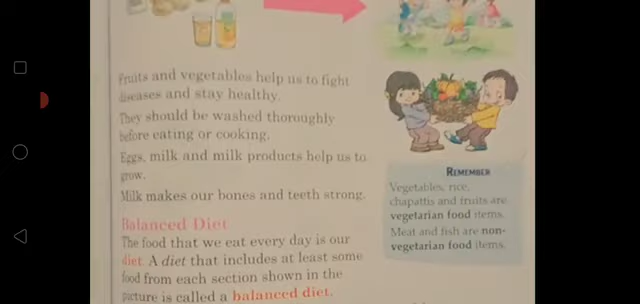 Fruits and vegetables help us to fight
diseases and stay healthy.
They should be washed thoroughly
before eating or cooking.
Eggs, milk and milk products help us to
grow.
Milk makes our bones and teeth strong.
Balanced Diet
The food that we eat every day is our
diet. A diet that includes at least some
food from each section shown in the
picture is called a balanced diet.
REMEMBER
Vegetables, rice,
chapattis and fruits are
vegetarian food items.
Meat and fish are non-
vegetarian food items.